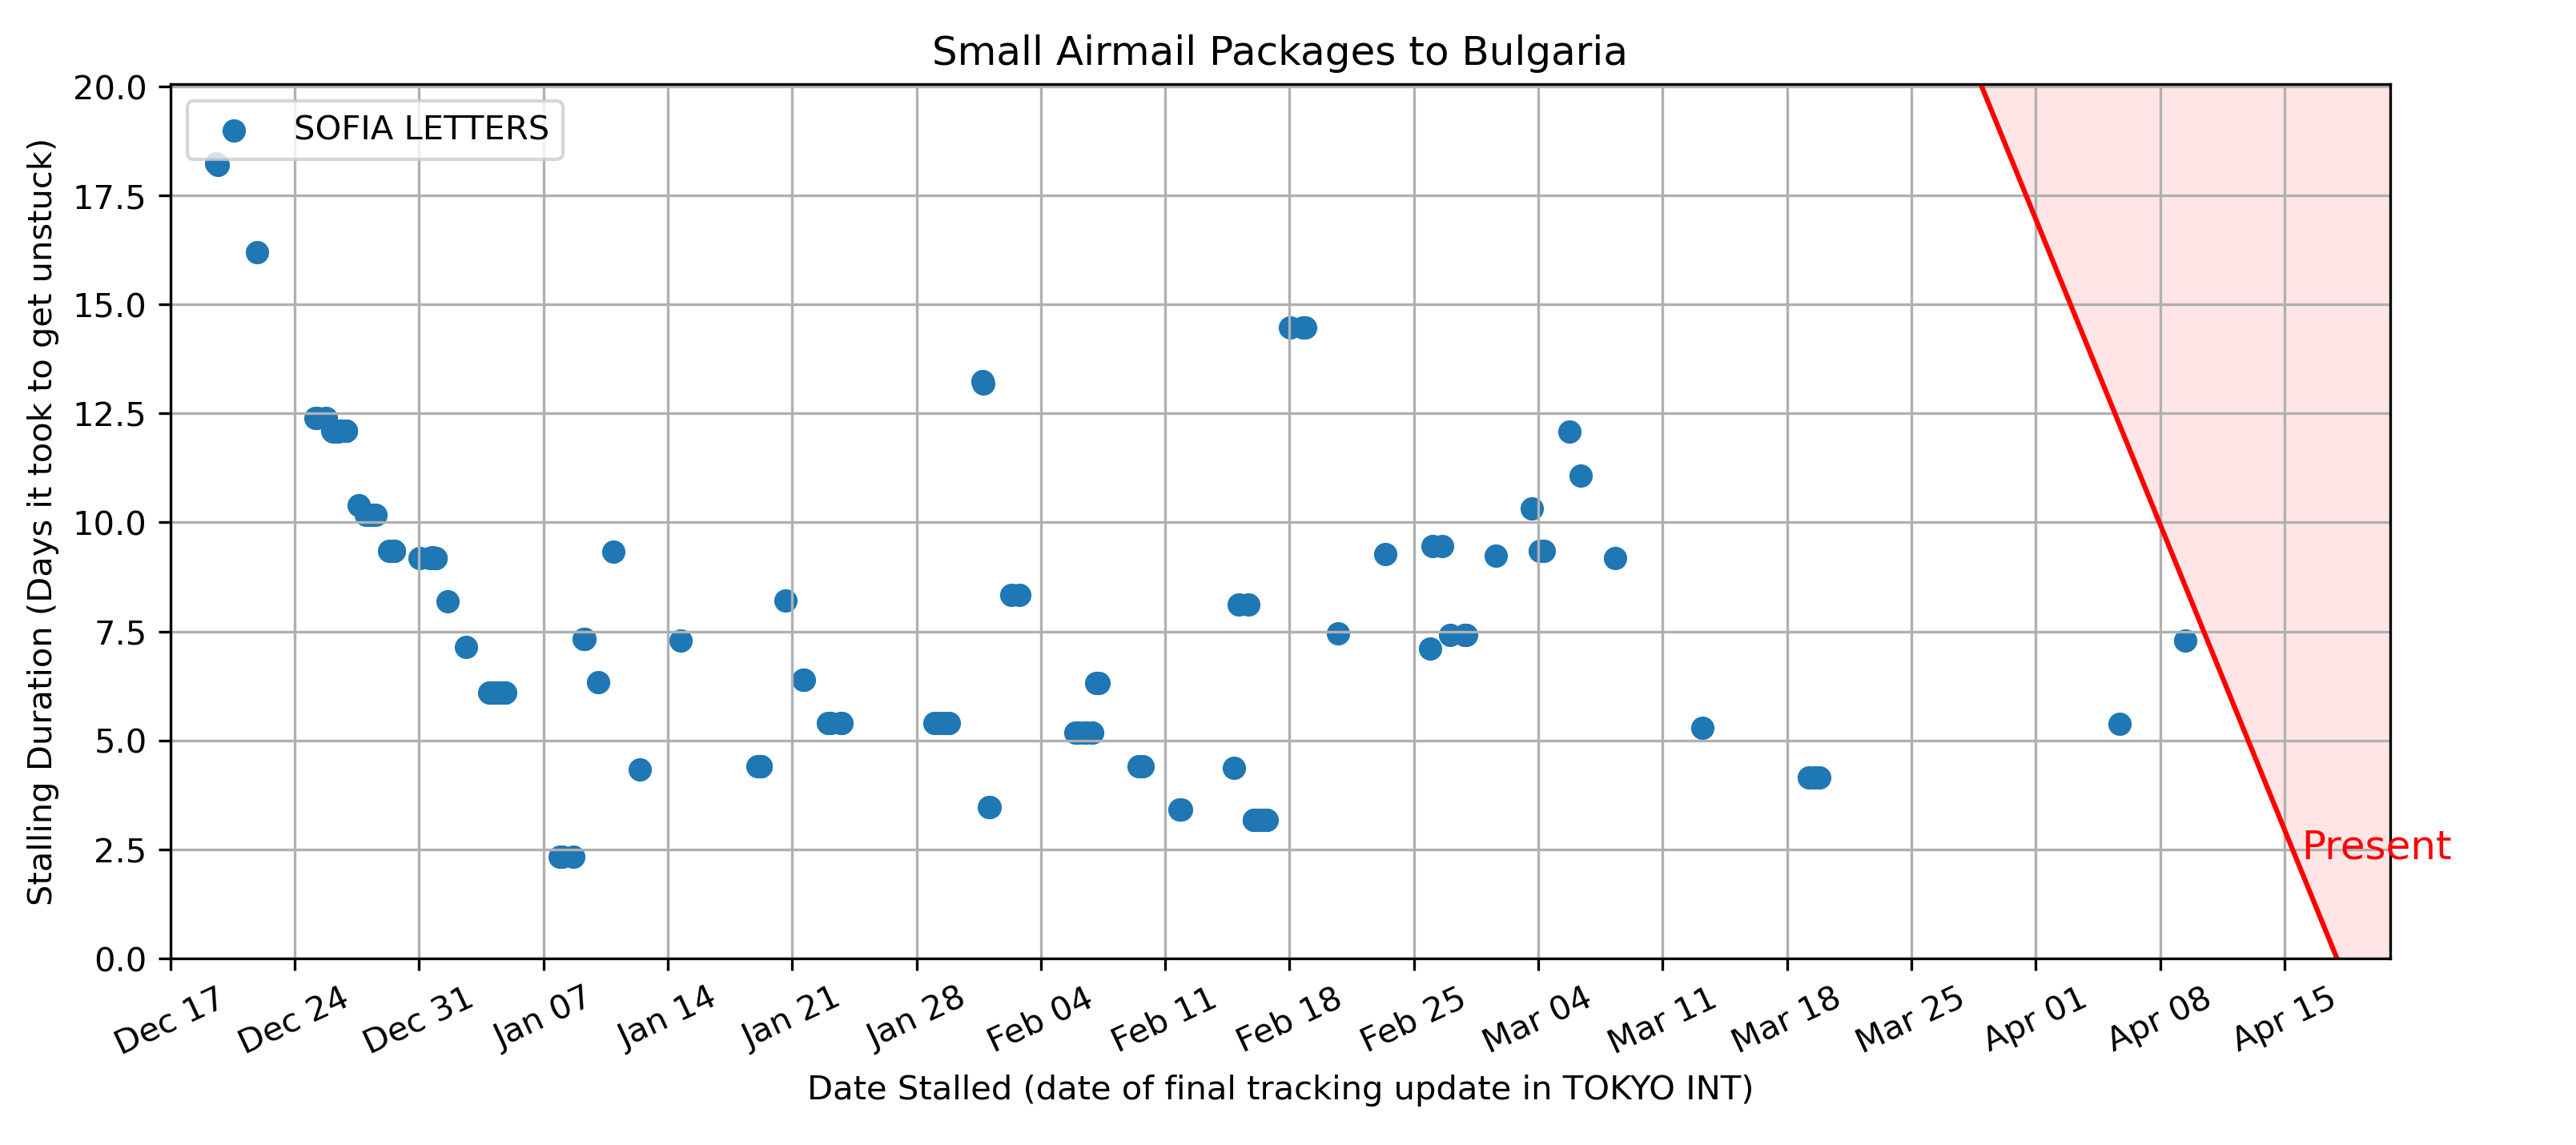 Small Airmail Packages to Bulgaria
SOFIA LETTERS
Stalling Duration (Days it took to get unstuck)
20.0
17.5
15.0
12.5
10.0
7.5
5.0
2.5
0.0
Present
Dec 17
Dec 24
Dec 31
Jan 07
Jan 14
Jan 21
Jan 28
Feb 04
Feb 11
Feb 18
Feb 25
Mar 04
Mar 11
Mar 18
Mar 25
Apr 01
Apr 08
Apr 15
Date Stalled (date of final tracking update in TOKYO INT)